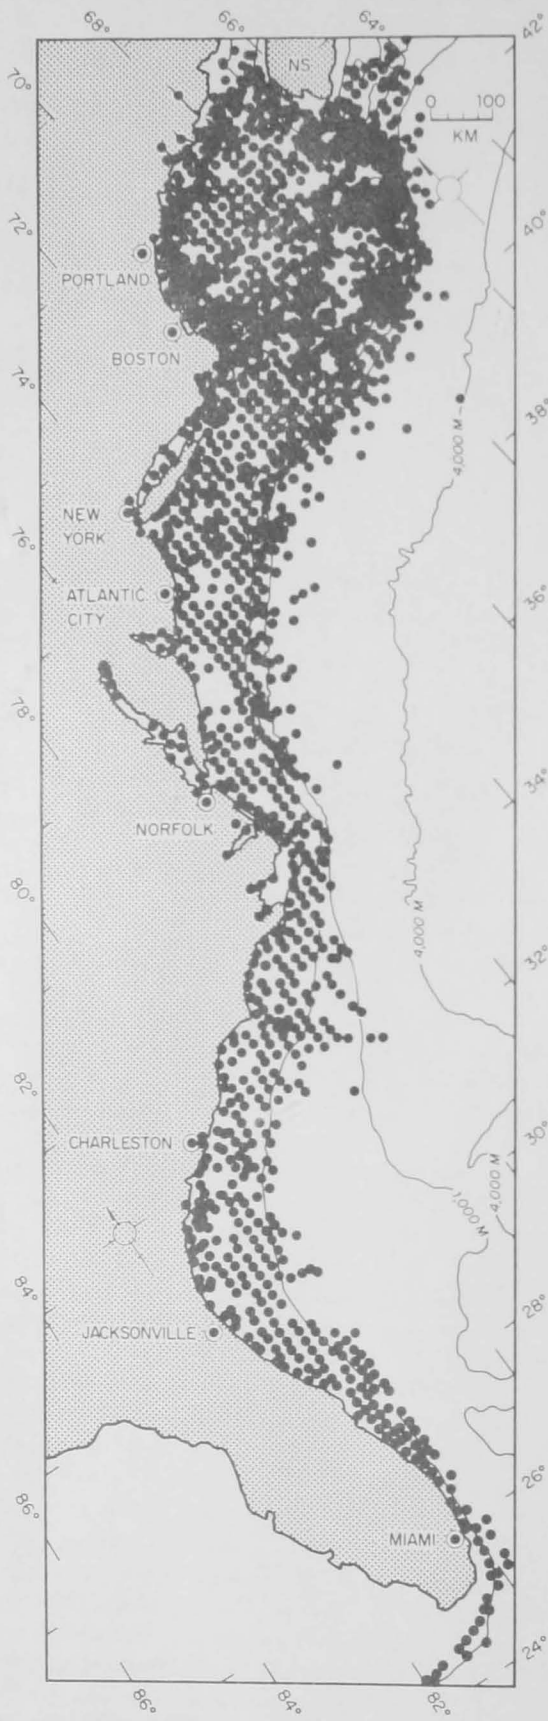 68°
66°
64°
42°
70°
NS
0 100
KM
40°
72°
PORTLAND
BOSTON
74°
38°
4,000 M
NEW
YORK
76°
36°
ATLANTIC
CITY
78°
34°
NORFOLK
80°
4,000 M
32°
82°
CHARLESTON
30°
4,000 M
1,000 M
84°
28°
JACKSONVILLE
26°
86°
MIAMI
24°
86°
84°
82°